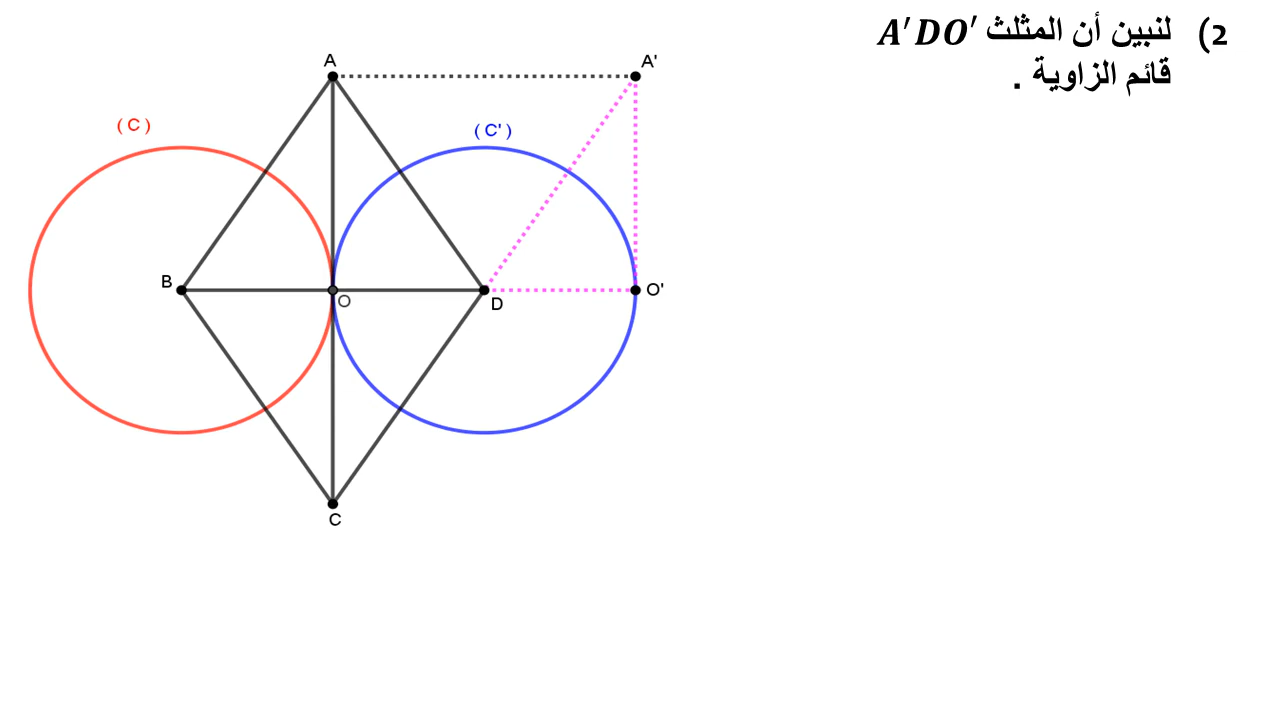 2) لنبين أن المثلث A'DO'
قائم الزاوية .
A
A'
( C )
( C' )
B
O
D
O'
C